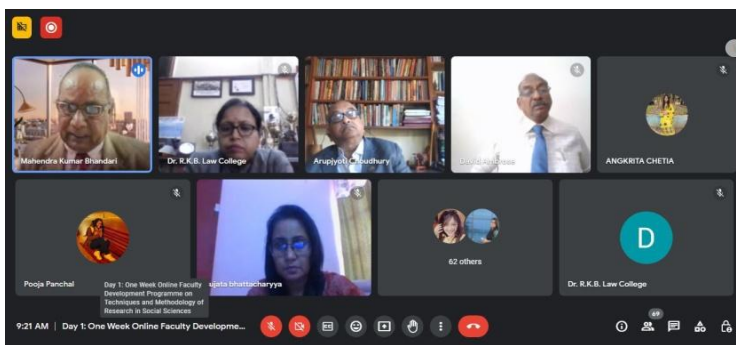 Mahendra Kumar Bhandari
Dr. R.K.B. Law College
Arupjyoti Choudhury
David Ambrose
ANGKRITA CHETIA
Pooja Panchal
ujata bhattacharyya
62 others
D
Dr. R.K.B. Law College
Day 1: One Week Online Faculty
Development Programme on
Techniques and Methodology of
Research in Social Sciences
9:21 AM | Day 1: One Week Online Faculty Developme...
69